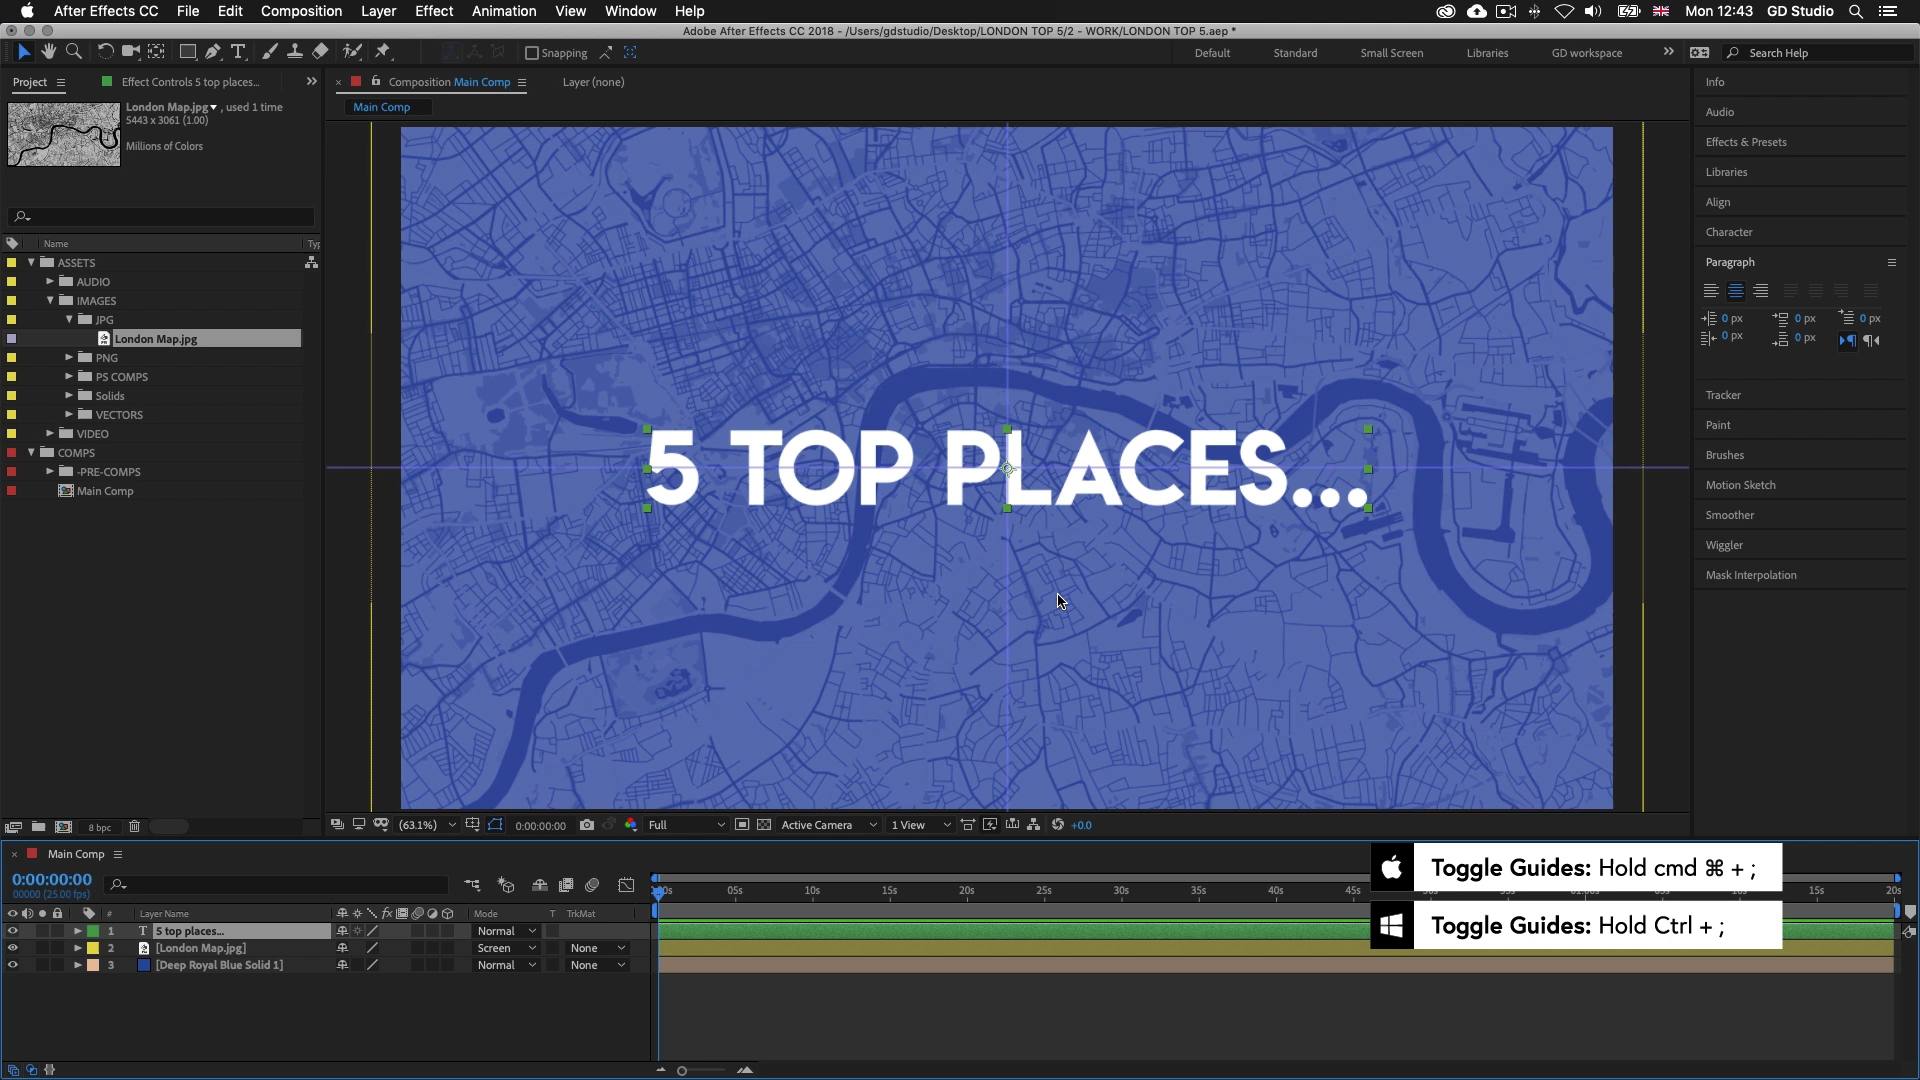 After Effects CC File Edit Composition Layer Effect Animation View Window Help Mon 12:43 GD Studio
Adobe After Effects CC 2018 - /Users/gdstudio/Desktop/LONDON TOP 5/2 - WORK/LONDON TOP 5.aep *
Snapping Default Standard Small Screen Libraries GD workspace Search Help
Project Effect Controls 5 top places... Composition Main Comp Layer (none)
Main Comp
London Map.jpg , used 1 time
5443 x 3061 (1.00)
Millions of Colors
Name Typ
ASSETS
AUDIO
IMAGES
JPG
London Map.jpg
PNG
PS COMPS
Solids
VECTORS
VIDEO
COMPS
-PRE-COMPS
Main Comp
8 bpc
5 TOP PLACES...
(63.1%) 0:00:00:00 Full Active Camera 1 View +0.0
Info
Audio
Effects & Presets
Libraries
Align
Character
Paragraph
0 px 0 px 0 px
0 px 0 px
Tracker
Paint
Brushes
Motion Sketch
Smoother
Wiggler
Mask Interpolation
Main Comp
0:00:00:00
00000 (25.00 fps)
05s 10s 15s 20s 25s 30s 35s 40s 45s 15s 20s
# Layer Name fx Mode T TrkMat
1 T 5 top places... Normal
2 [London Map.jpg] Screen None
3 [Deep Royal Blue Solid 1] Normal None
Toggle Guides: Hold cmd ⌘ + ;
Toggle Guides: Hold Ctrl + ;